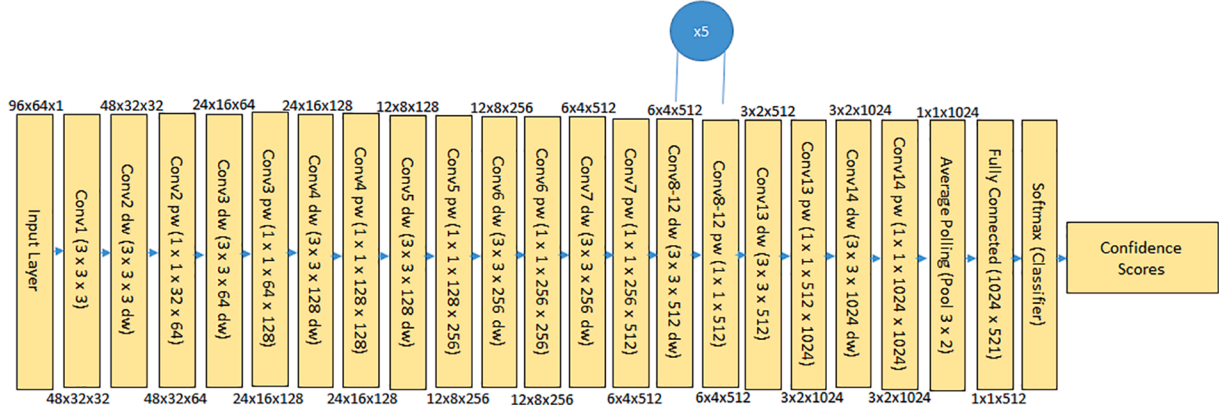 x5
96x64x1
48x32x32
24x16x64
24x16x128
12x8x128
12x8x256
6x4x512
6x4x512
3x2x512
3x2x1024
1x1x1024
Input Layer
Conv1 (3 x 3 x 3)
Conv2 dw (3 x 3 x 3 dw)
Conv2 pw (1 x 1 x 32 x 64)
Conv3 dw (3 x 3 x 64 dw)
Conv3 pw (1 x 1 x 64 x 128)
Conv4 dw (3 x 3 x 128 dw)
Conv4 pw (1 x 1 x 128 x 128)
Conv5 dw (3 x 3 x 128 dw)
Conv5 pw (1 x 1 x 128 x 256)
Conv6 dw (3 x 3 x 256 dw)
Conv6 pw (1 x 1 x 256 x 256)
Conv7 dw (3 x 3 x 256 dw)
Conv7 pw (1 x 1 x 256 x 512)
Conv8-12 dw (3 x 3 x 512 dw)
Conv8-12 pw (1 x 1 x 512)
Conv13 dw (3 x 3 x 512)
Conv13 pw (1 x 1 x 512 x 1024)
Conv14 dw (3 x 3 x 1024 dw)
Conv14 pw (1 x 1 x 1024 x 1024)
Average Polling (Pool 3 x 2)
Fully Connected (1024 x 521)
Softmax (Classifier)
Confidence
Scores
48x32x32
48x32x64
24x16x128
24x16x128
12x8x256
12x8x256
6x4x512
6x4x512
3x2x1024
3x2x1024
1x1x512